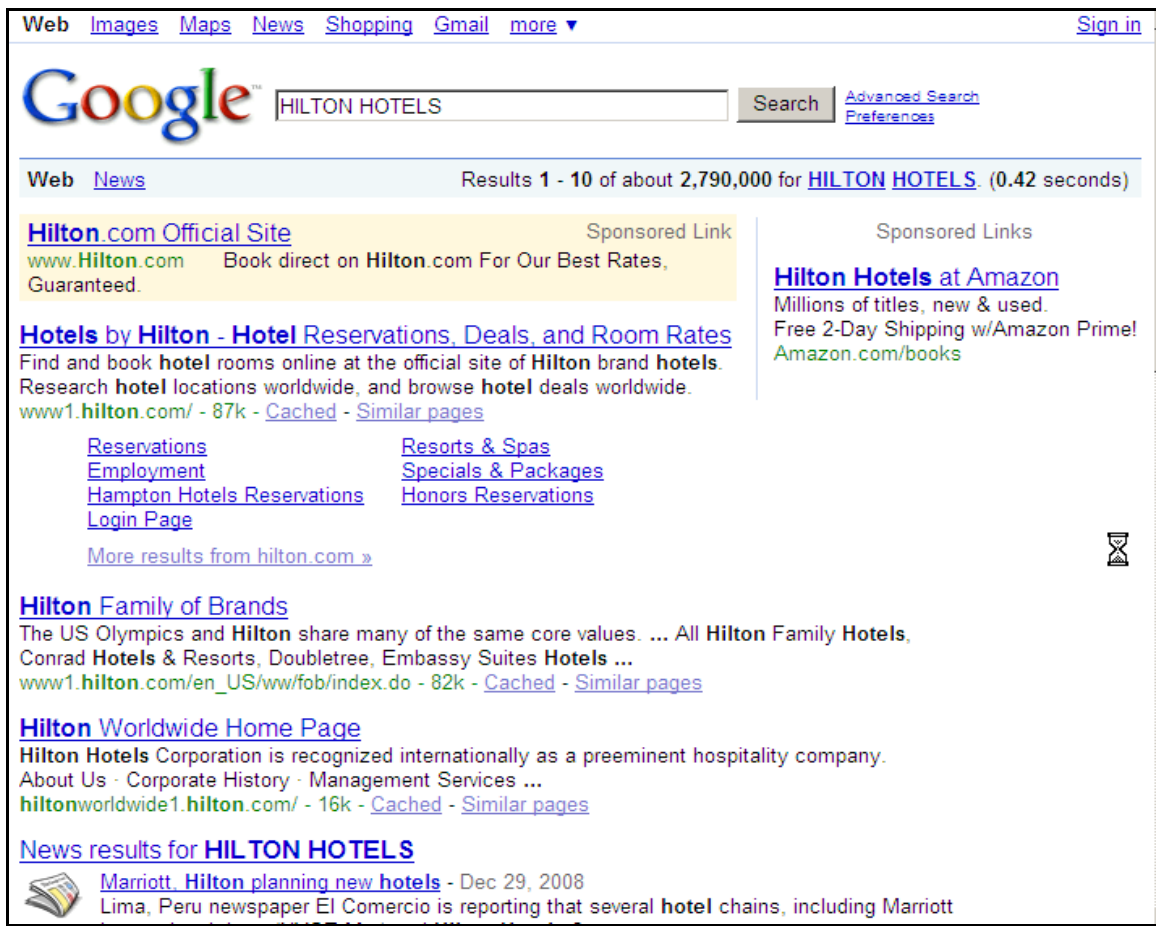 Web Images Maps News Shopping Gmail more ▼ Sign in
Google™ HILTON HOTELS Search Advanced Search
Preferences
Web News Results 1 - 10 of about 2,790,000 for HILTON HOTELS. (0.42 seconds)
Hilton.com Official Site Sponsored Link
www.Hilton.com Book direct on Hilton.com For Our Best Rates,
Guaranteed.
Sponsored Links
Hilton Hotels at Amazon
Millions of titles, new & used.
Free 2-Day Shipping w/Amazon Prime!
Amazon.com/books
Hotels by Hilton - Hotel Reservations, Deals, and Room Rates
Find and book hotel rooms online at the official site of Hilton brand hotels.
Research hotel locations worldwide, and browse hotel deals worldwide.
www1.hilton.com/ - 87k - Cached - Similar pages
Reservations Resorts & Spas
Employment Specials & Packages
Hampton Hotels Reservations Honors Reservations
Login Page
More results from hilton.com »
Hilton Family of Brands
The US Olympics and Hilton share many of the same core values. ... All Hilton Family Hotels,
Conrad Hotels & Resorts, Doubletree, Embassy Suites Hotels ...
www1.hilton.com/en_US/ww/fob/index.do - 82k - Cached - Similar pages
Hilton Worldwide Home Page
Hilton Hotels Corporation is recognized internationally as a preeminent hospitality company.
About Us · Corporate History · Management Services ...
hiltonworldwide1.hilton.com/ - 16k - Cached - Similar pages
News results for HILTON HOTELS
Marriott, Hilton planning new hotels - Dec 29, 2008
Lima, Peru newspaper El Comercio is reporting that several hotel chains, including Marriott